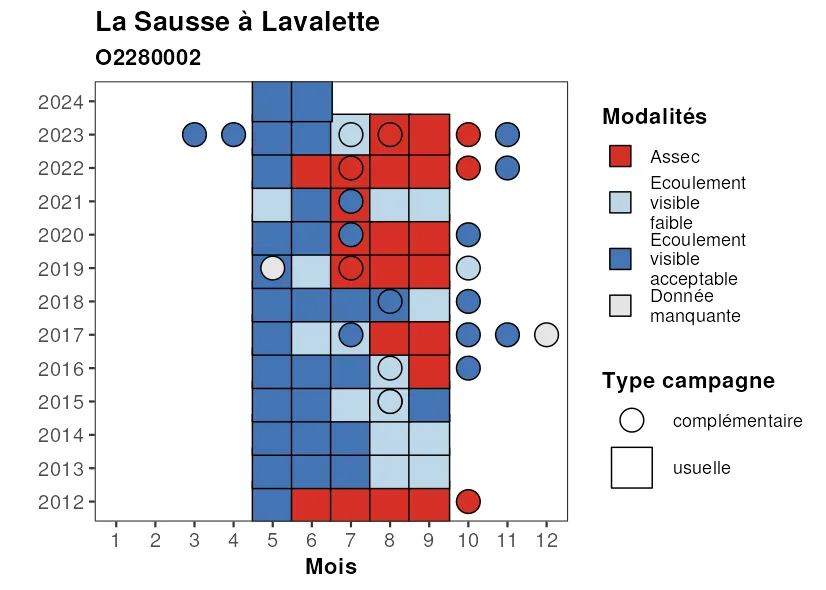 La Sausse à Lavalette
O2280002
2024
2023
2022
2021
2020
2019
2018
2017
2016
2015
2014
2013
2012
1 2 3 4 5 6 7 8 9 10 11 12
Mois
Modalités
Assec
Ecoulement
visible
faible
Ecoulement
visible
acceptable
Donnée
manquante
Type campagne
complémentaire
usuelle